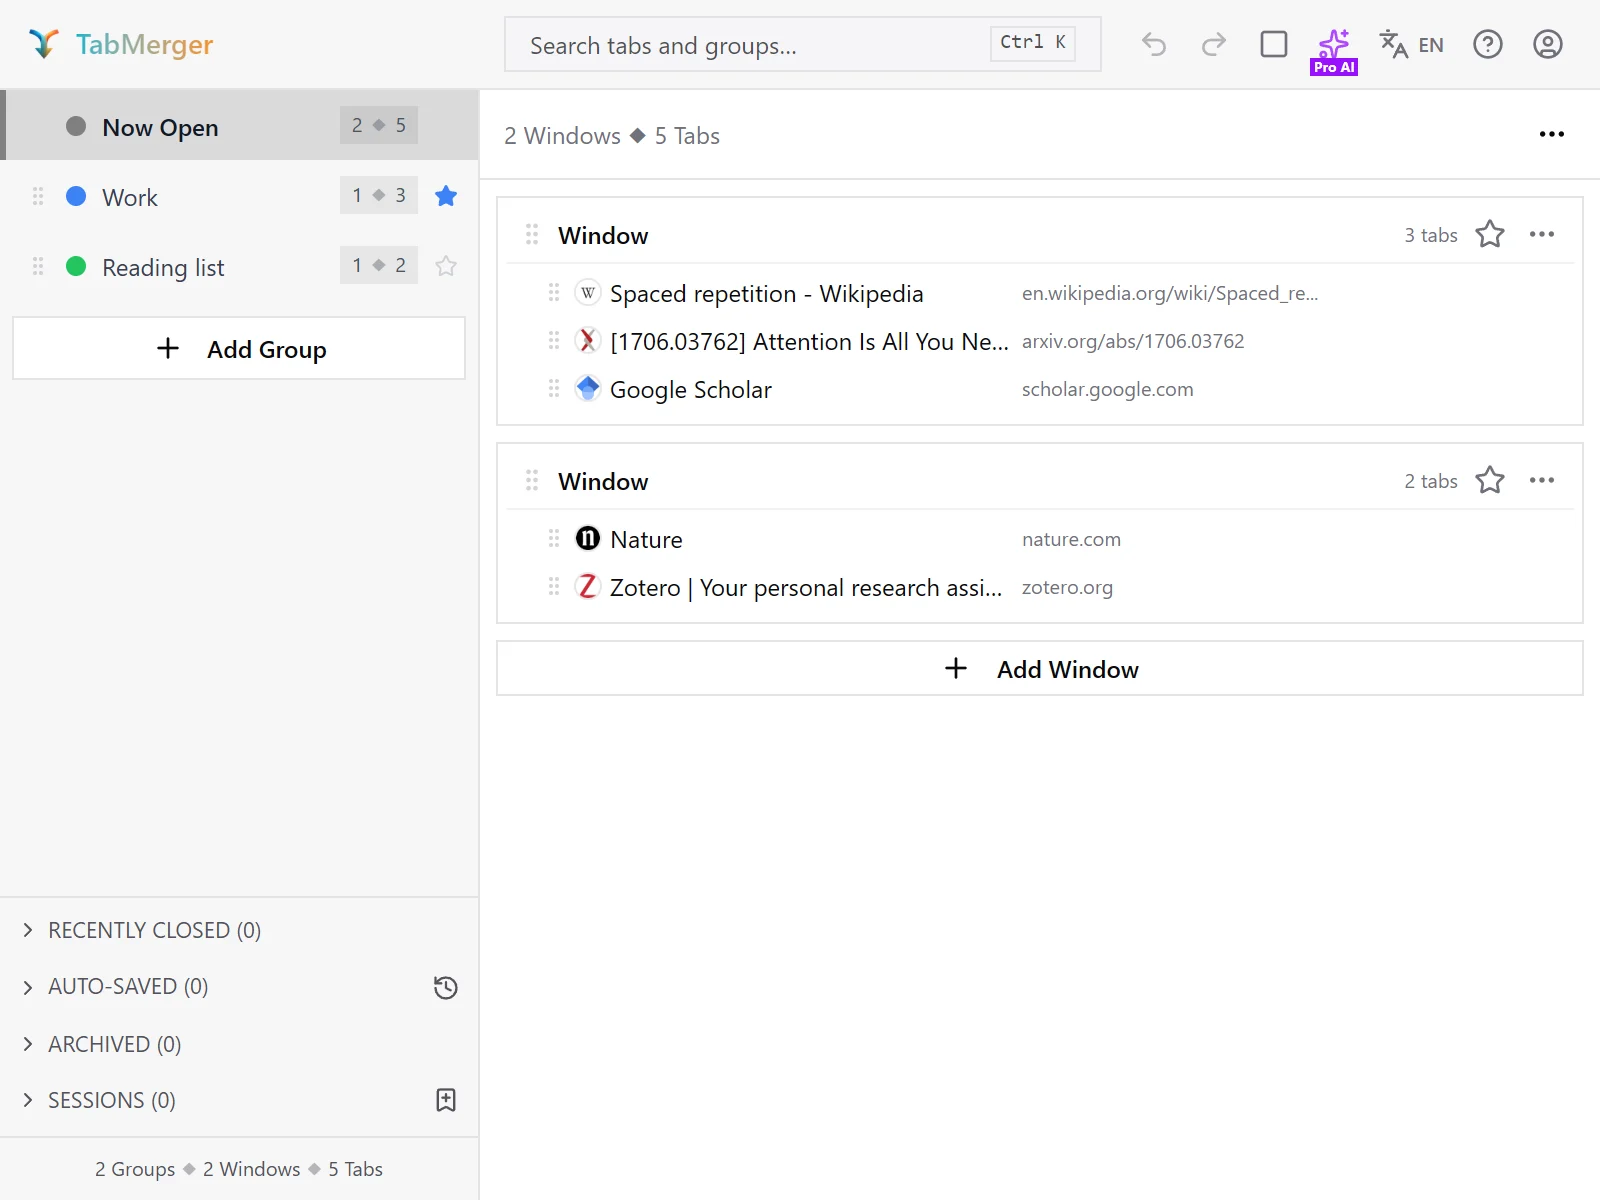 TabMerger
Search tabs and groups...
Ctrl K
Pro AI
EN
Now Open
2 ◆ 5
Work
1 ◆ 3
Reading list
1 ◆ 2
+ Add Group
RECENTLY CLOSED (0)
AUTO-SAVED (0)
ARCHIVED (0)
SESSIONS (0)
2 Groups ◆ 2 Windows ◆ 5 Tabs
2 Windows ◆ 5 Tabs
Window
3 tabs
W Spaced repetition - Wikipedia en.wikipedia.org/wiki/Spaced_re...
[1706.03762] Attention Is All You Ne... arxiv.org/abs/1706.03762
Google Scholar scholar.google.com
Window
2 tabs
n Nature nature.com
Z Zotero | Your personal research assi... zotero.org
+ Add Window